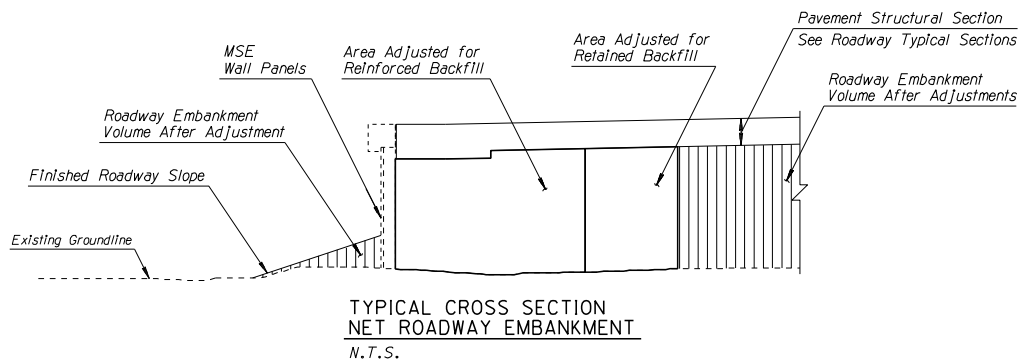 Pavement Structural Section
See Roadway Typical Sections
MSE
Wall Panels
Area Adjusted for
Reinforced Backfill
Area Adjusted for
Retained Backfill
Roadway Embankment
Volume After Adjustments
Roadway Embankment
Volume After Adjustment
Finished Roadway Slope
Existing Groundline
TYPICAL CROSS SECTION
NET ROADWAY EMBANKMENT
N.T.S.